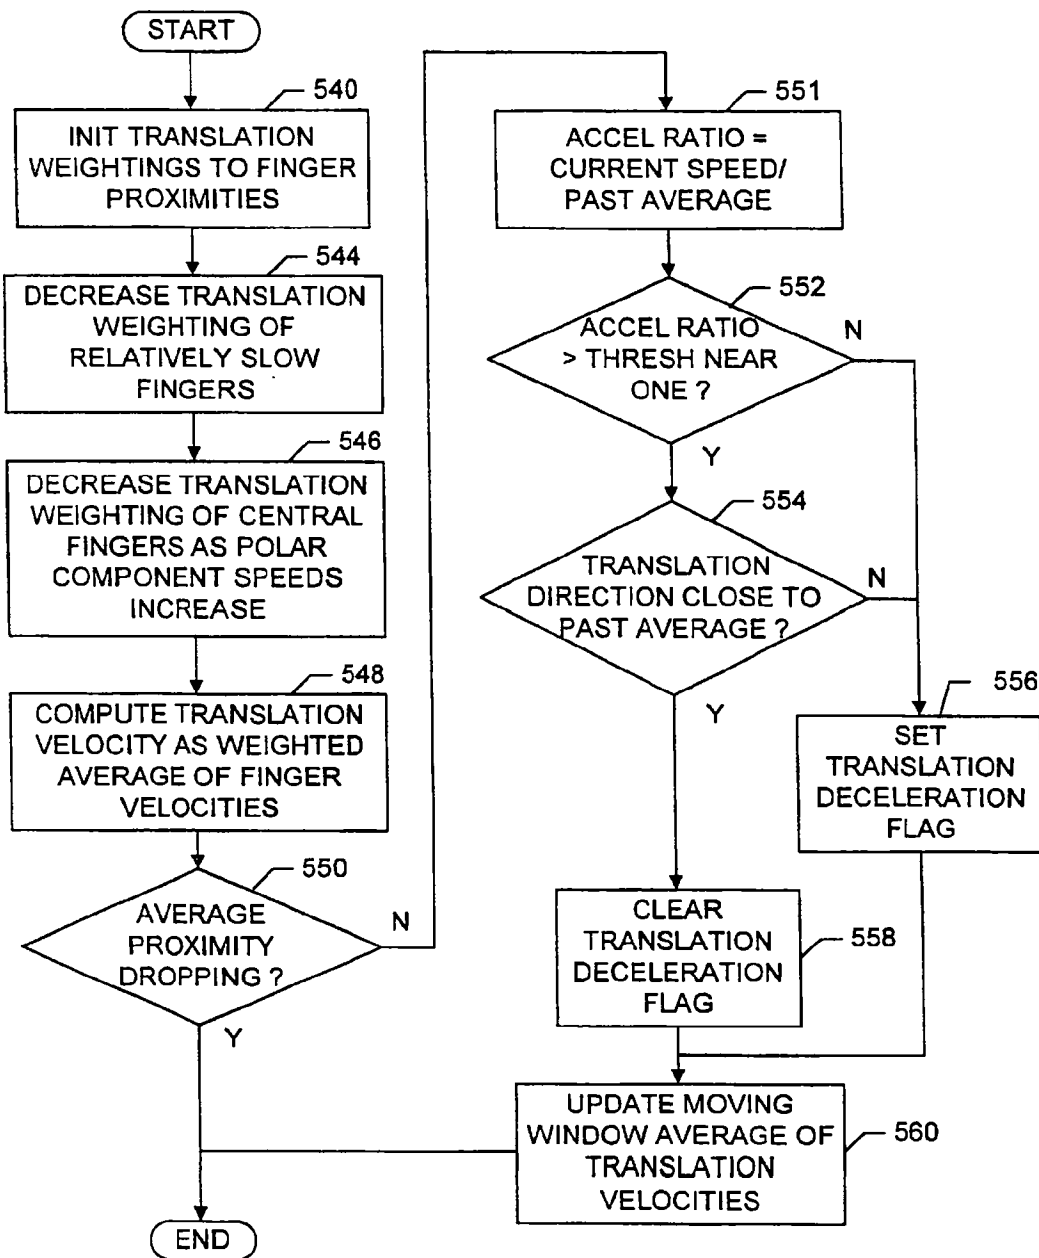 START
540
INIT TRANSLATION
WEIGHTINGS TO FINGER
PROXIMITIES
544
DECREASE TRANSLATION
WEIGHTING OF
RELATIVELY SLOW
FINGERS
546
DECREASE TRANSLATION
WEIGHTING OF CENTRAL
FINGERS AS POLAR
COMPONENT SPEEDS
INCREASE
548
COMPUTE TRANSLATION
VELOCITY AS WEIGHTED
AVERAGE OF FINGER
VELOCITIES
550
AVERAGE
PROXIMITY
DROPPING ?
N
Y
551
ACCEL RATIO =
CURRENT SPEED/
PAST AVERAGE
552
ACCEL RATIO
> THRESH NEAR
ONE ?
N
Y
554
TRANSLATION
DIRECTION CLOSE TO
PAST AVERAGE ?
N
Y
556
SET
TRANSLATION
DECELERATION
FLAG
558
CLEAR
TRANSLATION
DECELERATION
FLAG
560
UPDATE MOVING
WINDOW AVERAGE OF
TRANSLATION
VELOCITIES
END